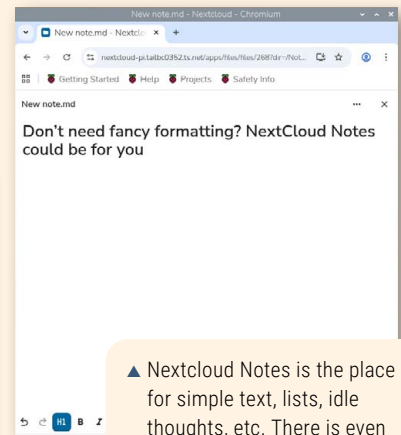 New note.md - Nextcloud - Chromium
New note.md - Nextclo
nextcloud-pi.tailbc0352.ts.net/apps/files/files/268?dir=/Not...
Getting Started Help Projects Safety Info
New note.md
Don't need fancy formatting? NextCloud Notes
could be for you
H1 B I
▲ Nextcloud Notes is the place
for simple text, lists, idle
thoughts, etc. There is even